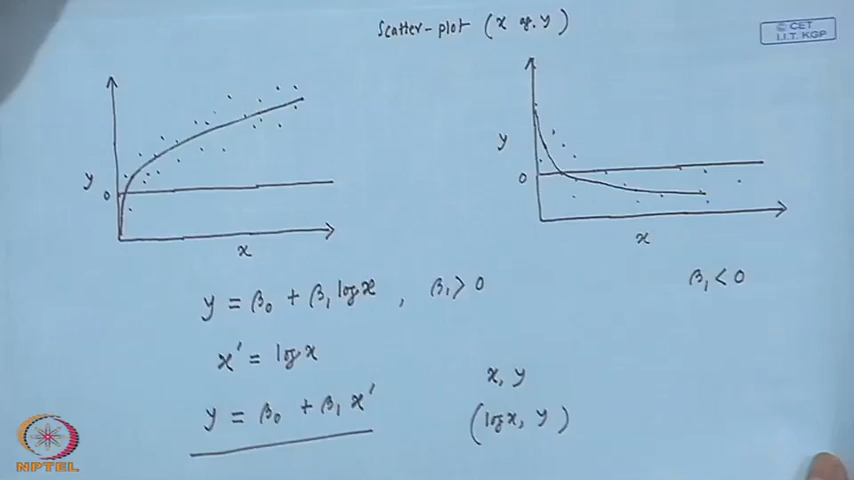 Scatter-plot (x vs. y)
© CET
I.I.T. KGP
y
0
x
y
0
x
y = β₀ + β₁ log x , β₁ > 0
β₁ < 0
x' = log x
x, y
y = β₀ + β₁ x'
(log x, y)
NPTEL